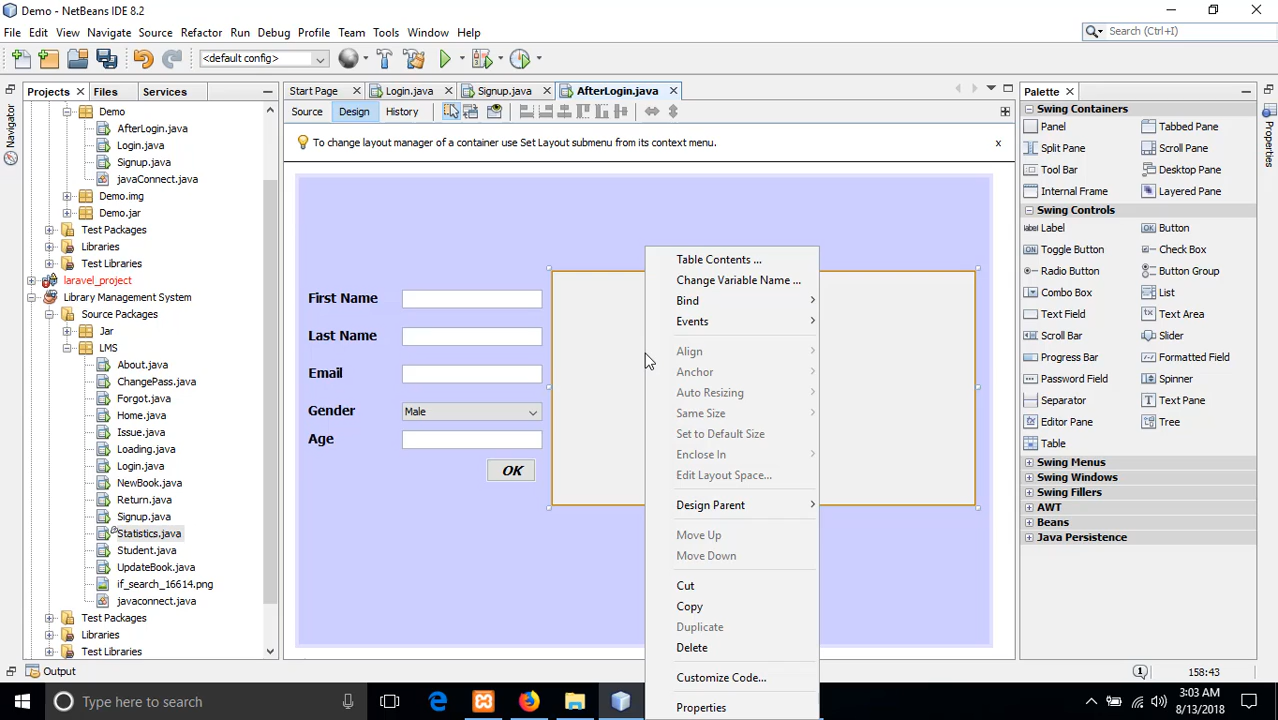 Demo - NetBeans IDE 8.2
File Edit View Navigate Source Refactor Run Debug Profile Team Tools Window Help
Search (Ctrl+I)
<default config>
Projects Files Services
Start Page Login.java Signup.java AfterLogin.java
Palette
Source Design History
To change layout manager of a container use Set Layout submenu from its context menu. x
Navigator
Properties
Demo
AfterLogin.java
Login.java
Signup.java
javaConnect.java
Demo.img
Demo.jar
Test Packages
Libraries
Test Libraries
laravel_project
Library Management System
Source Packages
Jar
LMS
About.java
ChangePass.java
Forgot.java
Home.java
Issue.java
Loading.java
Login.java
NewBook.java
Return.java
Signup.java
Statistics.java
Student.java
UpdateBook.java
if_search_16614.png
javaconnect.java
Test Packages
Libraries
Test Libraries
First Name
Last Name
Email
Gender Male
Age
OK
Table Contents ...
Change Variable Name ...
Bind
Events
Align
Anchor
Auto Resizing
Same Size
Set to Default Size
Enclose In
Edit Layout Space...
Design Parent
Move Up
Move Down
Cut
Copy
Duplicate
Delete
Customize Code...
Properties
Swing Containers
Panel Tabbed Pane
Split Pane Scroll Pane
Tool Bar Desktop Pane
Internal Frame Layered Pane
Swing Controls
Label OK Button
Toggle Button Check Box
Radio Button Button Group
Combo Box List
Text Field Text Area
Scroll Bar Slider
Progress Bar Formatted Field
Password Field Spinner
Separator Text Pane
Editor Pane Tree
Table
Swing Menus
Swing Windows
Swing Fillers
AWT
Beans
Java Persistence
Output
1 158:43
Type here to search
3:03 AM
8/13/2018